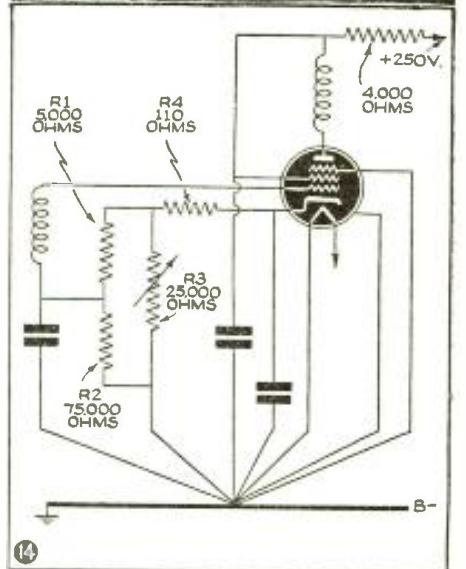 +250V.
4.000
OHMS
R1
5,000
OHMS
R4
110
OHMS
R3
25,000
OHMS
R2
75,000
OHMS
B-
14